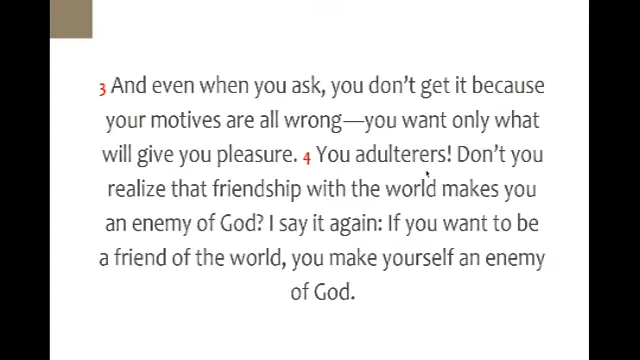 3 And even when you ask, you don't get it because
your motives are all wrong—you want only what
will give you pleasure. 4 You adulterers! Don't you
realize that friendship with the world makes you
an enemy of God? I say it again: If you want to be
a friend of the world, you make yourself an enemy
of God.